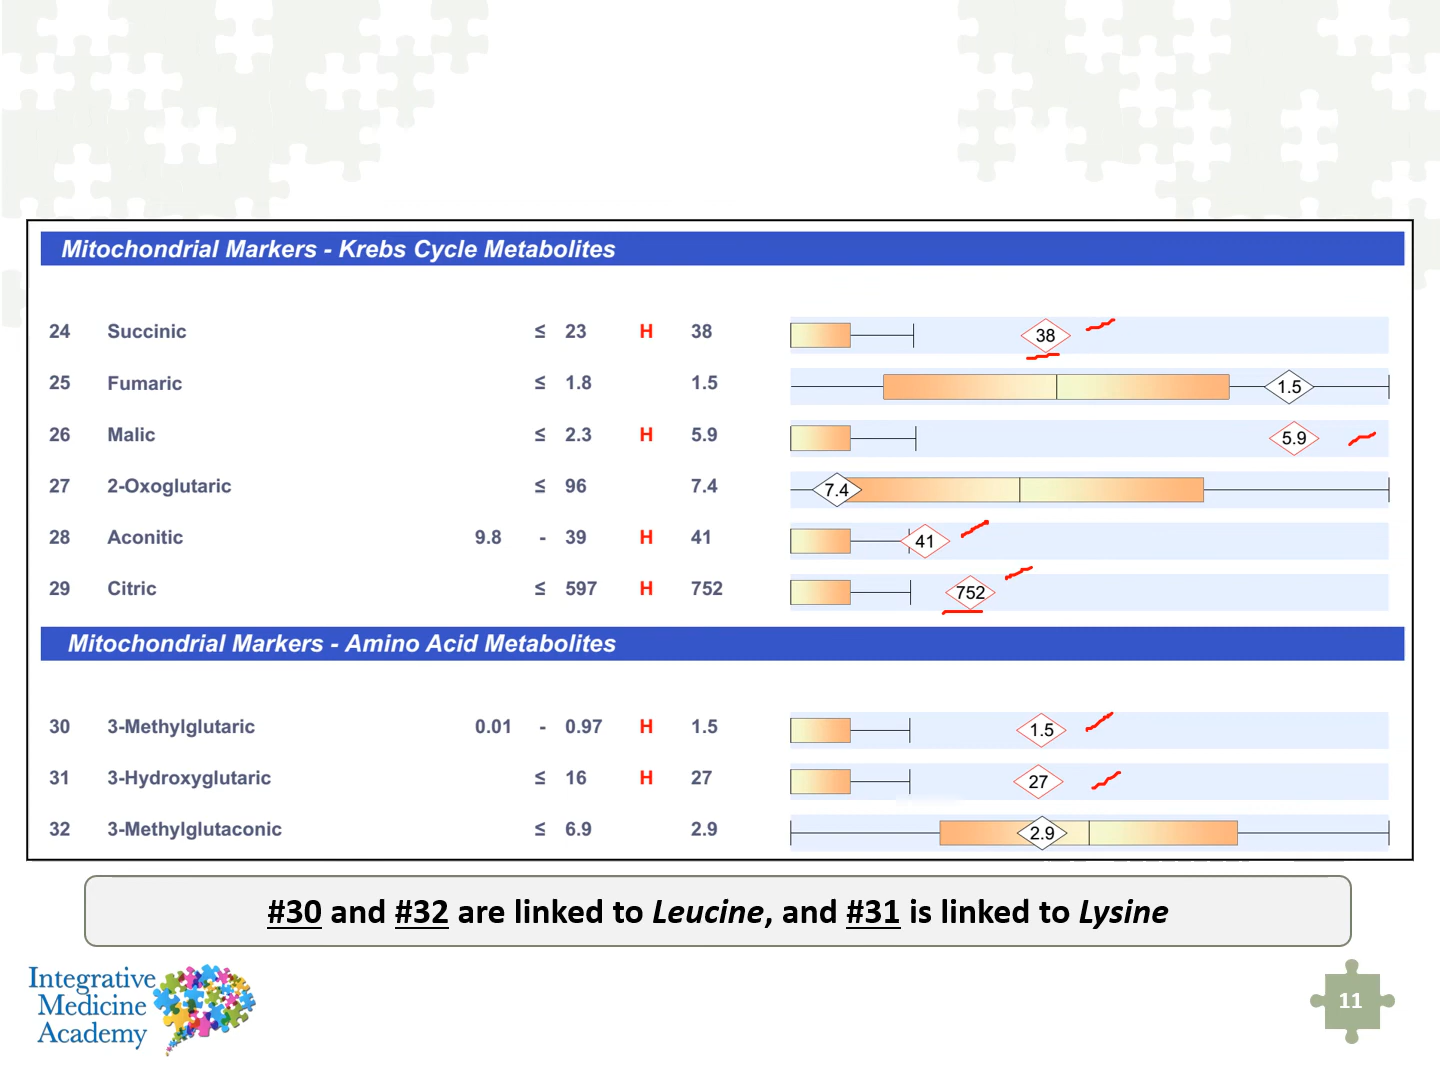 Mitochondrial Markers - Krebs Cycle Metabolites
24 Succinic ≤ 23 H 38 38
25 Fumaric ≤ 1.8 1.5 1.5
26 Malic ≤ 2.3 H 5.9 5.9
27 2-Oxoglutaric ≤ 96 7.4 7.4
28 Aconitic 9.8 - 39 H 41 41
29 Citric ≤ 597 H 752 752
Mitochondrial Markers - Amino Acid Metabolites
30 3-Methylglutaric 0.01 - 0.97 H 1.5 1.5
31 3-Hydroxyglutaric ≤ 16 H 27 27
32 3-Methylglutaconic ≤ 6.9 2.9 2.9
#30 and #32 are linked to Leucine, and #31 is linked to Lysine
Integrative
Medicine
Academy
11